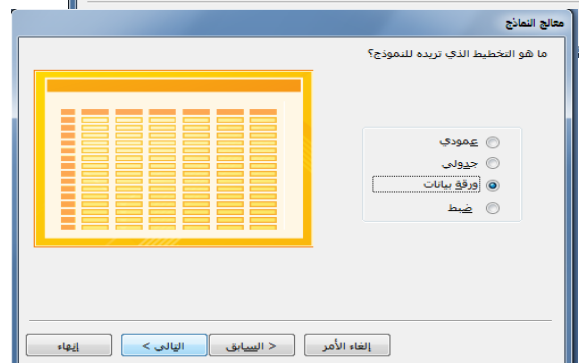 معالج النماذج
ما هو التخطيط الذي تريده للنموذج؟
عمودي
جدولي
ورقة بيانات
ضبط
إلغاء الأمر
< السابق
التالي >
إنهاء